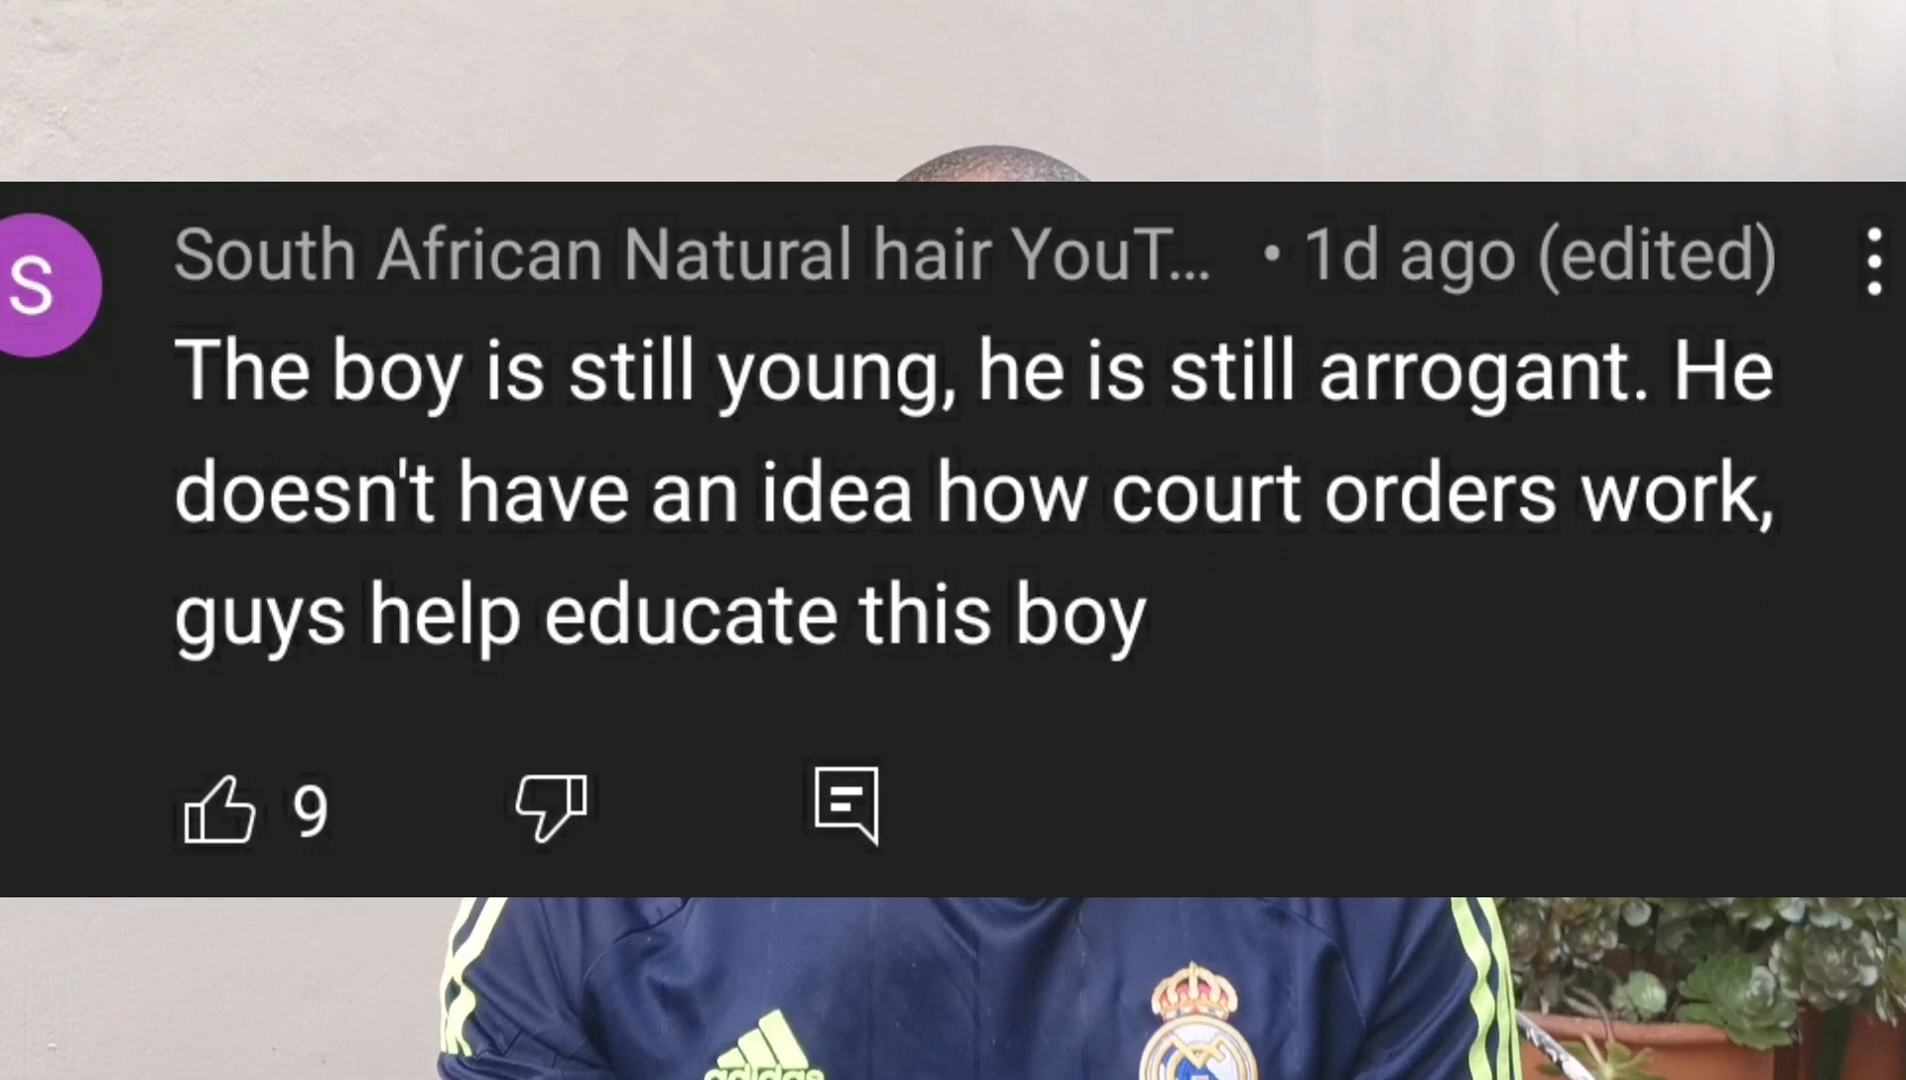 S
South African Natural hair YouT... • 1d ago (edited)
The boy is still young, he is still arrogant. He
doesn't have an idea how court orders work,
guys help educate this boy
9
adidas